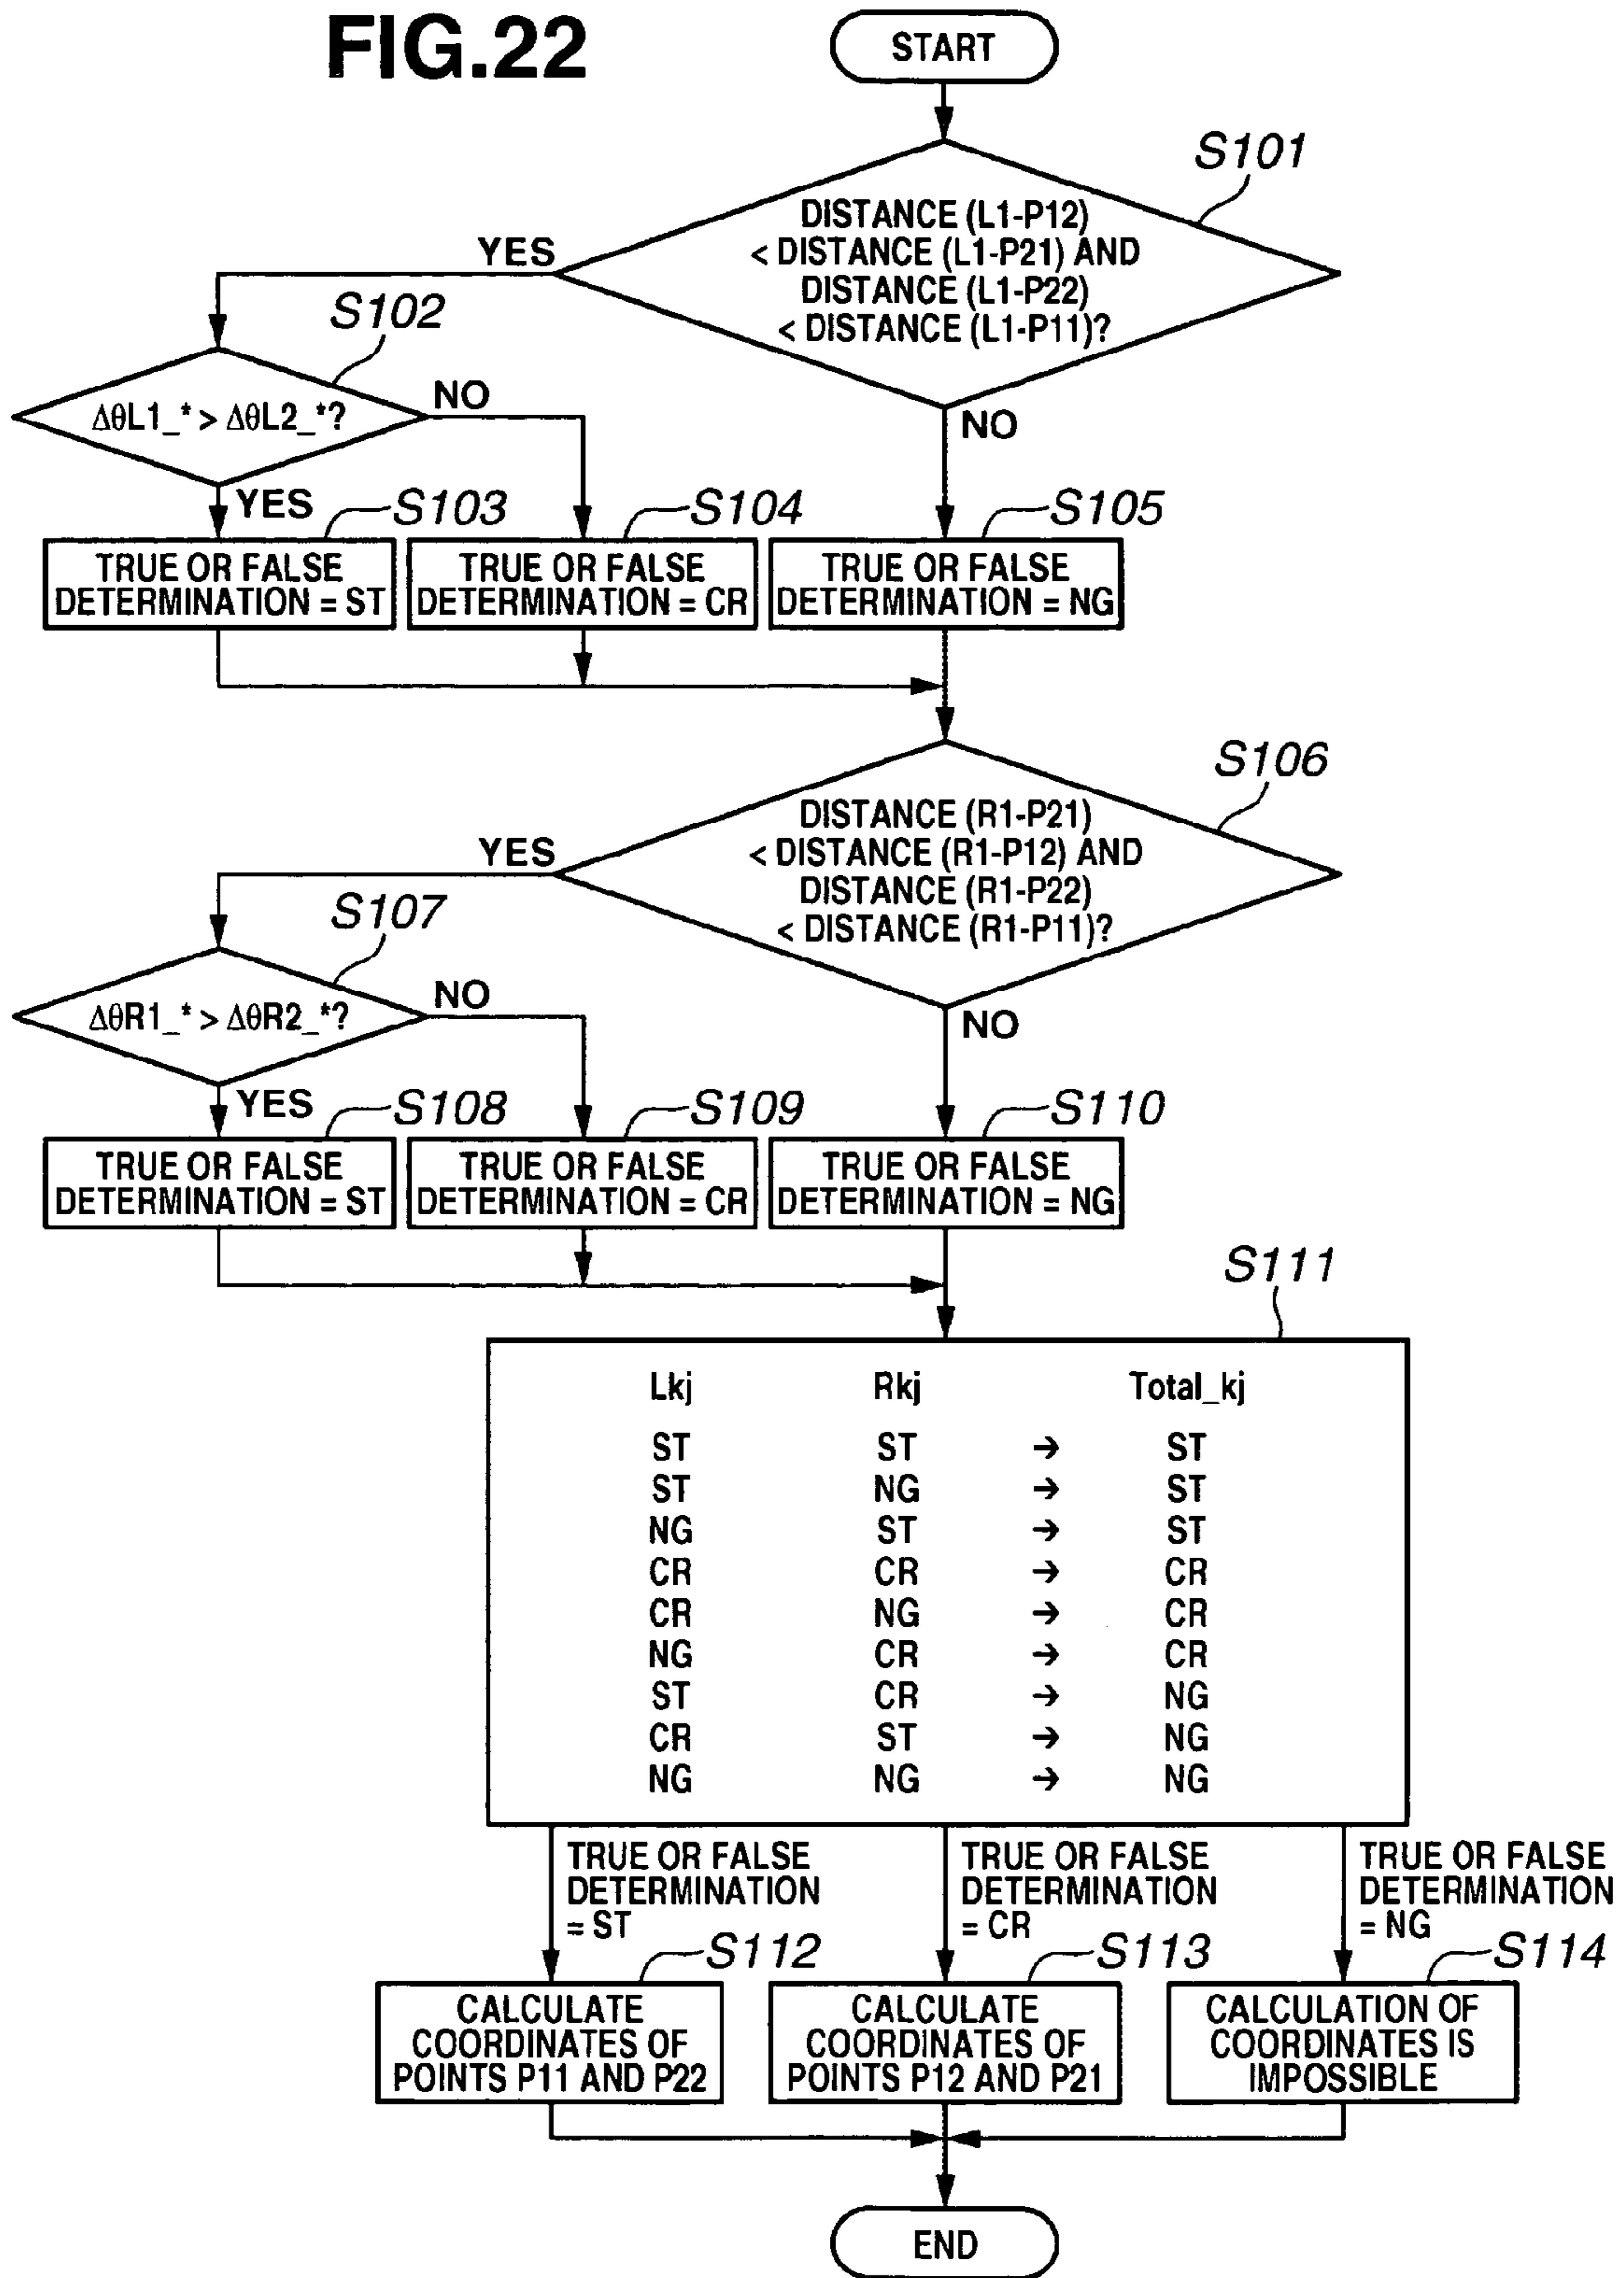 FIG.22
START
S101
DISTANCE (L1-P12)
< DISTANCE (L1-P21) AND
DISTANCE (L1-P22)
< DISTANCE (L1-P11)?
YES
NO
S102
ΔθL1_* > ΔθL2_*?
NO
YES
S103
TRUE OR FALSE
DETERMINATION = ST
S104
TRUE OR FALSE
DETERMINATION = CR
S105
TRUE OR FALSE
DETERMINATION = NG
S106
DISTANCE (R1-P21)
< DISTANCE (R1-P12) AND
DISTANCE (R1-P22)
< DISTANCE (R1-P11)?
YES
NO
S107
ΔθR1_* > ΔθR2_*?
NO
YES
S108
TRUE OR FALSE
DETERMINATION = ST
S109
TRUE OR FALSE
DETERMINATION = CR
S110
TRUE OR FALSE
DETERMINATION = NG
S111
Lkj Rkj Total_kj
ST ST → ST
ST NG → ST
NG ST → ST
CR CR → CR
CR NG → CR
NG CR → CR
ST CR → NG
CR ST → NG
NG NG → NG
TRUE OR FALSE
DETERMINATION
= ST
TRUE OR FALSE
DETERMINATION
= CR
TRUE OR FALSE
DETERMINATION
= NG
S112
CALCULATE
COORDINATES OF
POINTS P11 AND P22
S113
CALCULATE
COORDINATES OF
POINTS P12 AND P21
S114
CALCULATION OF
COORDINATES IS
IMPOSSIBLE
END